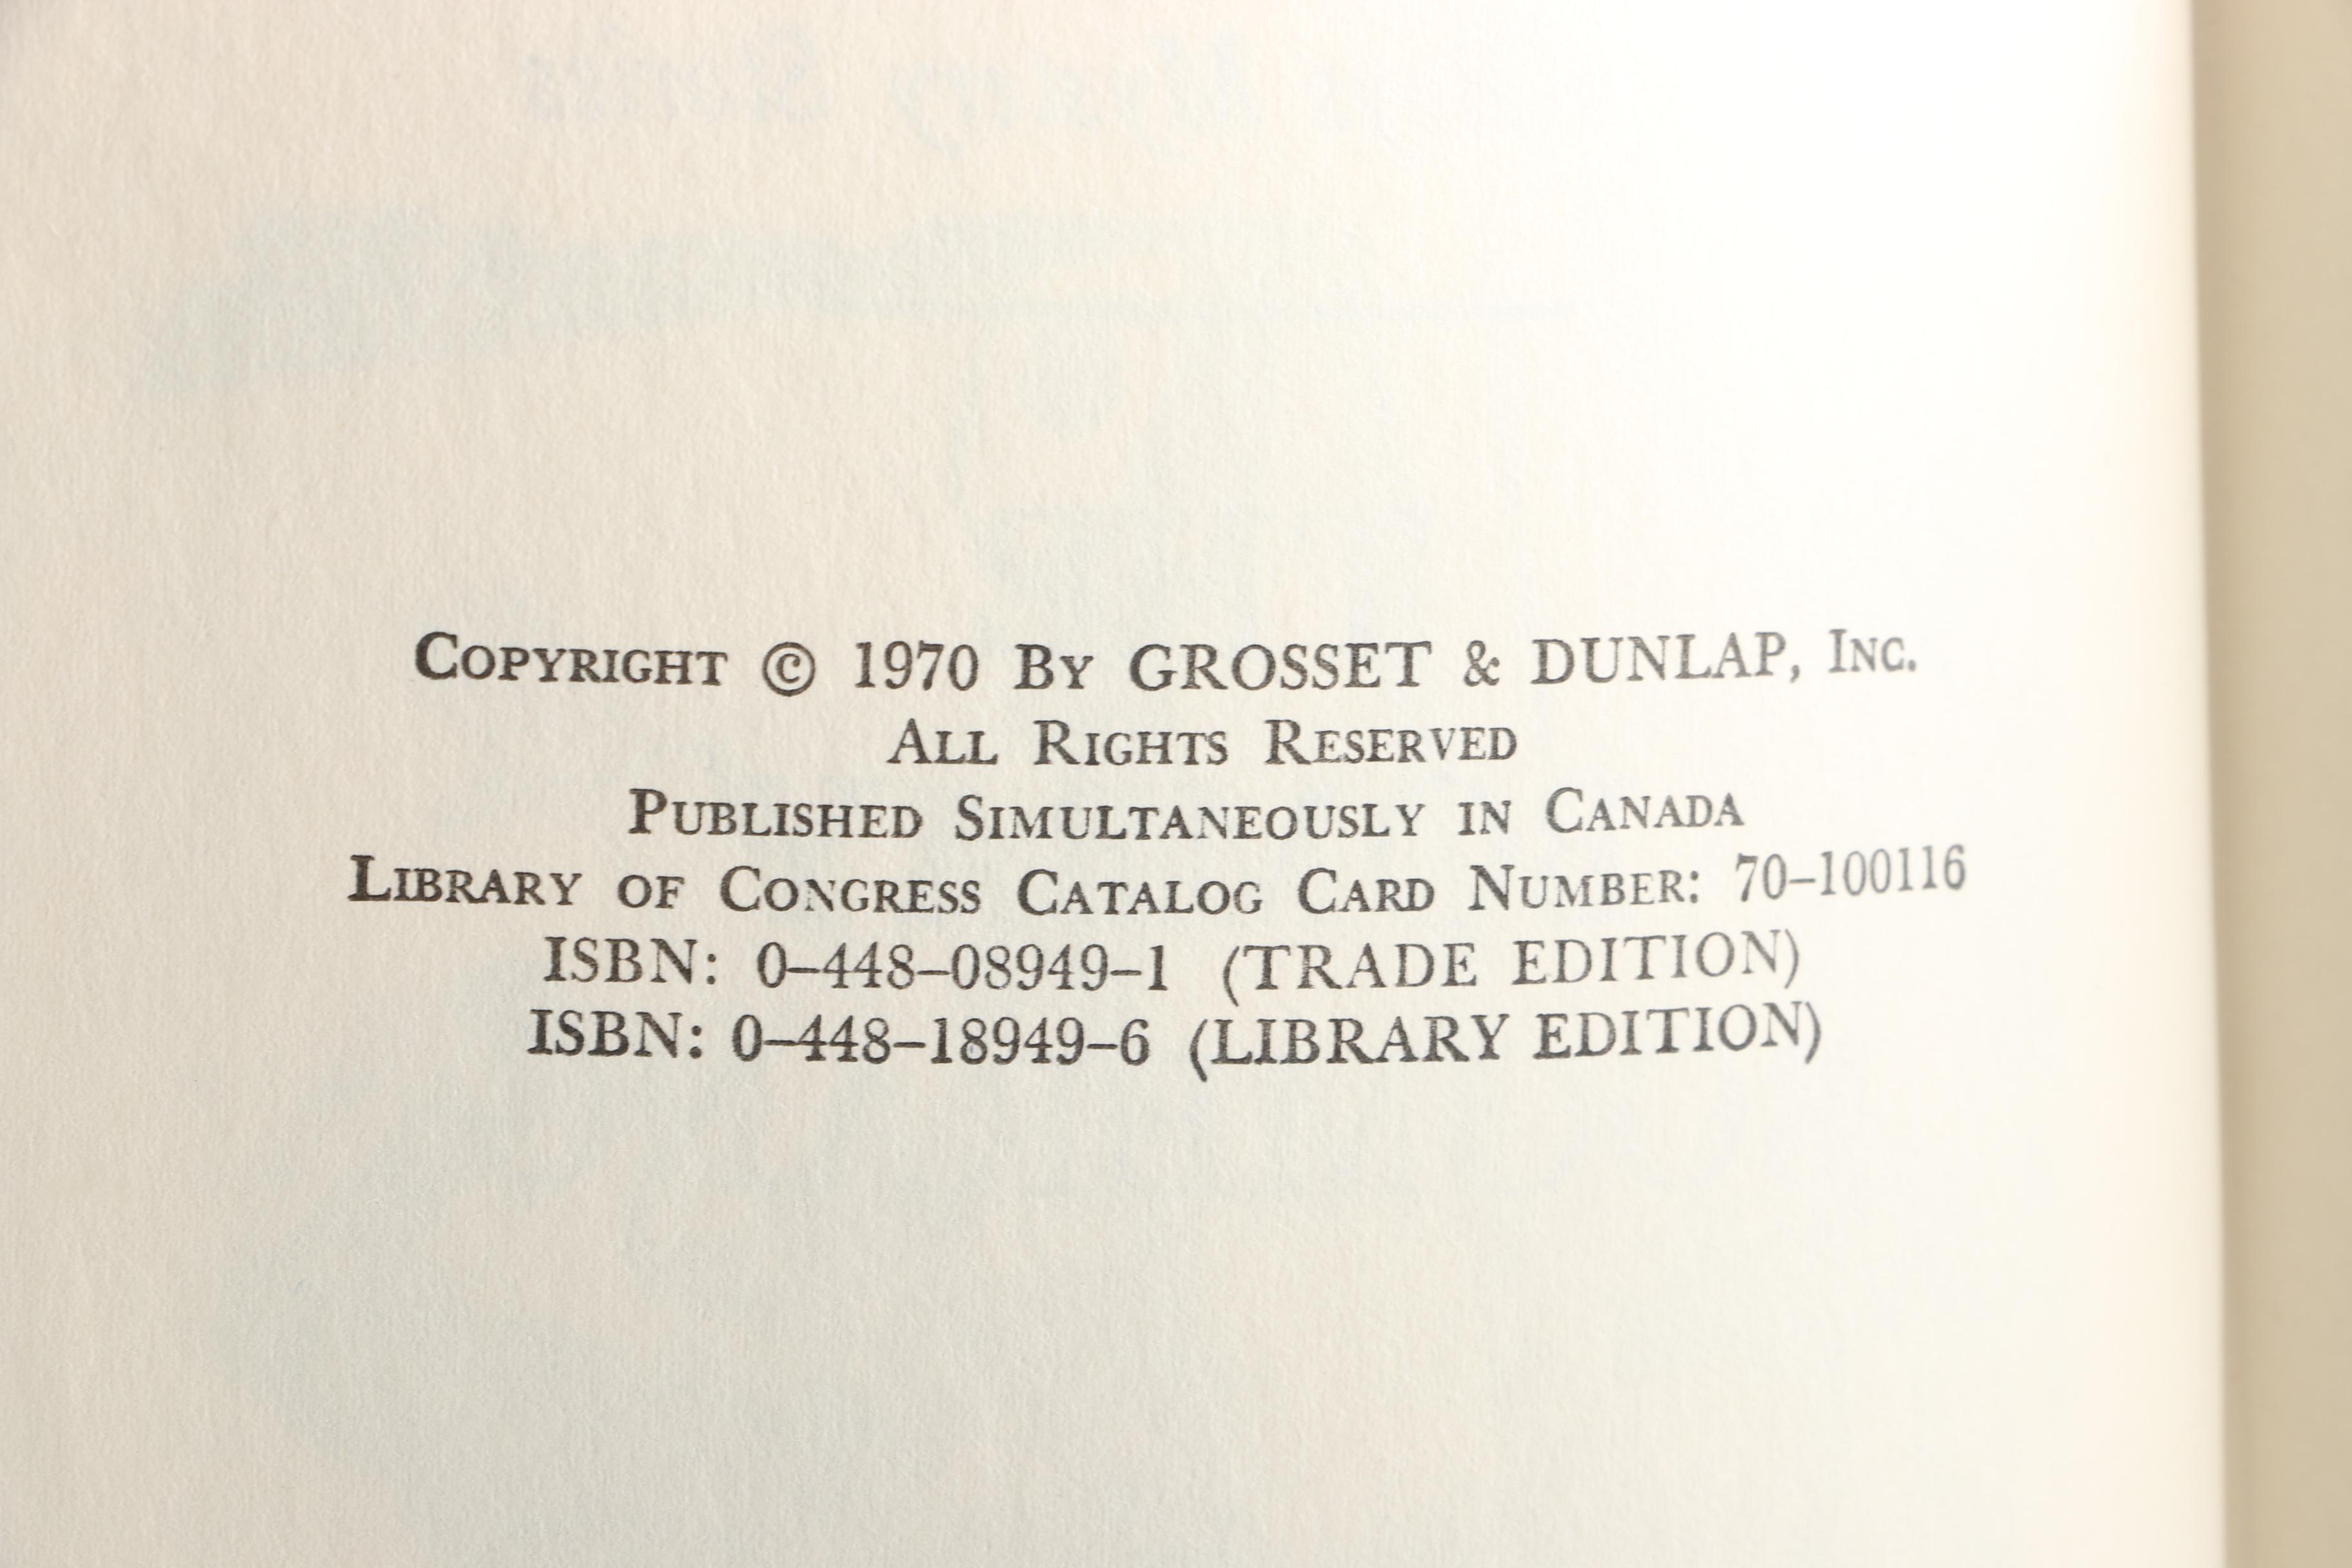 COPYRIGHT © 1970 BY GROSSET & DUNLAP, INC.
ALL RIGHTS RESERVED
PUBLISHED SIMULTANEOUSLY IN CANADA
LIBRARY OF CONGRESS CATALOG CARD NUMBER: 70–100116
ISBN: 0–448–08949–1 (TRADE EDITION)
ISBN: 0–448–18949–6 (LIBRARY EDITION)